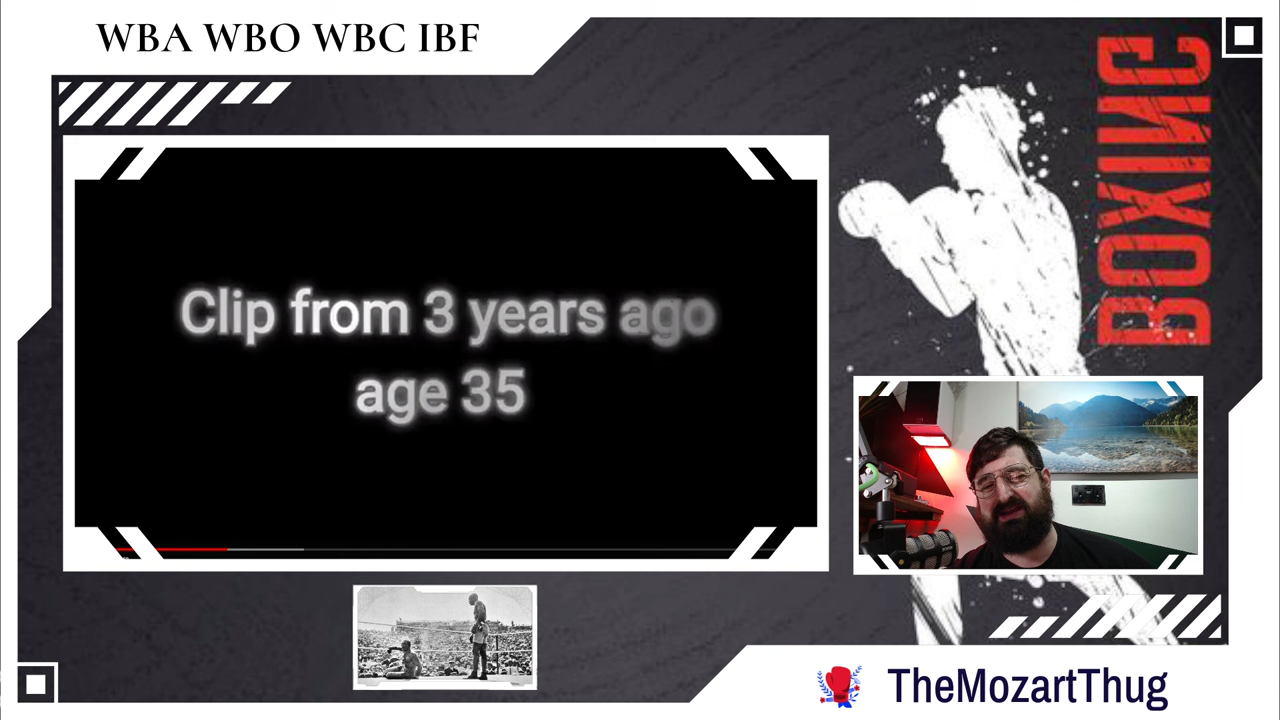 WBA WBO WBC IBF
BOXING
Clip from 3 years ago
age 35
TheMozartThug